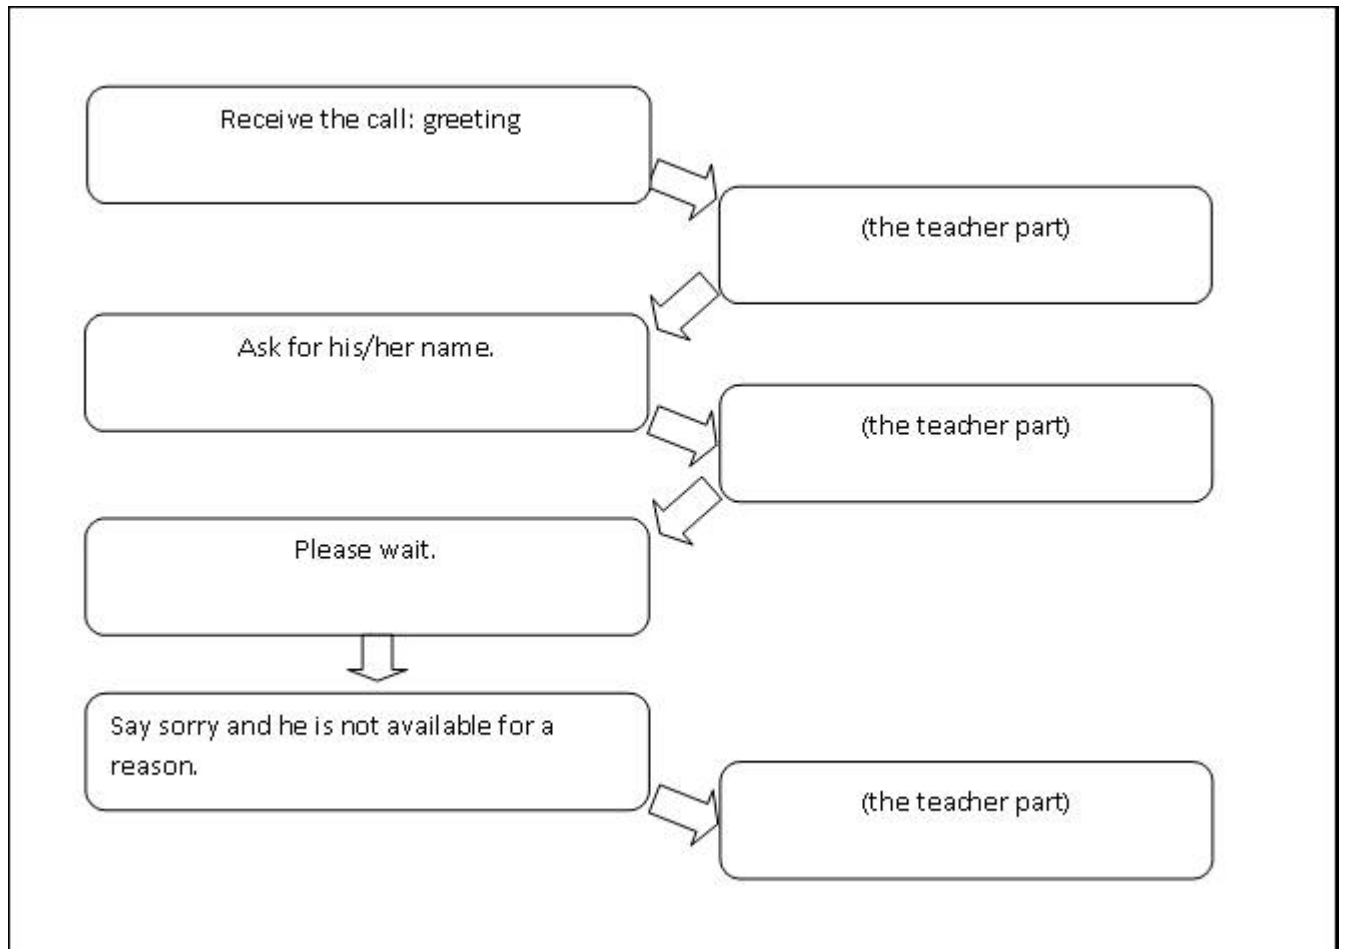 Receive the call: greeting
(the teacher part)
Ask for his/her name.
(the teacher part)
Please wait.
Say sorry and he is not available for a
reason.
(the teacher part)